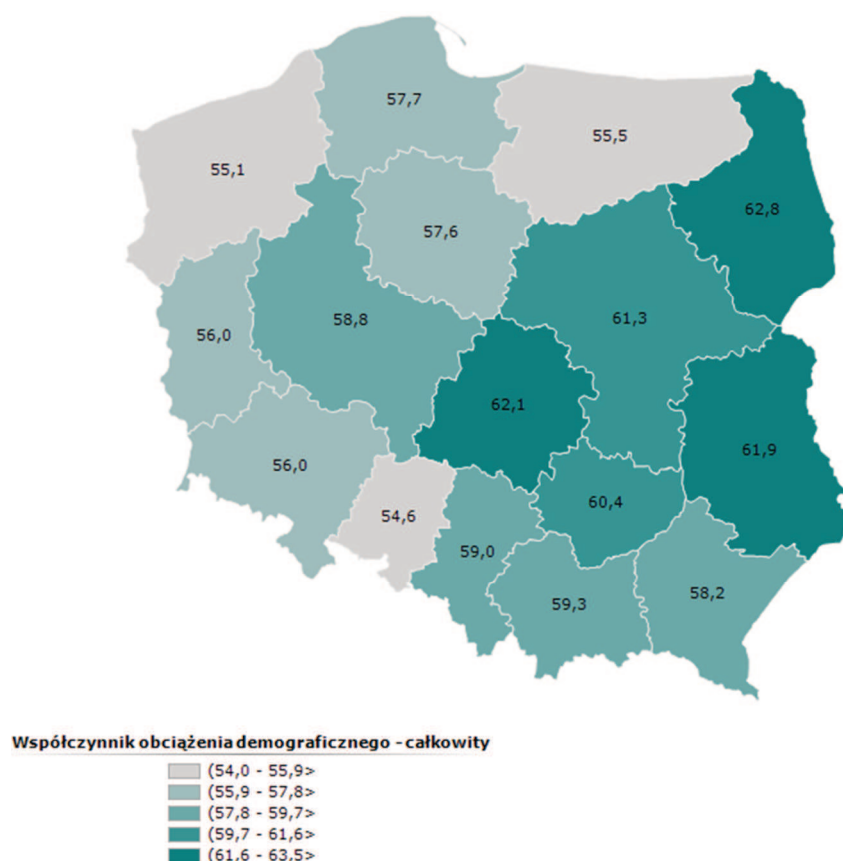 57,7
55,5
55,1
62,8
57,6
61,3
58,8
56,0
62,1
61,9
56,0
60,4
54,6
59,0
58,2
59,3
Współczynnik obciążenia demograficznego - całkowity
(54,0 - 55,9>
(55,9 - 57,8>
(57,8 - 59,7>
(59,7 - 61,6>
(61,6 - 63,5>